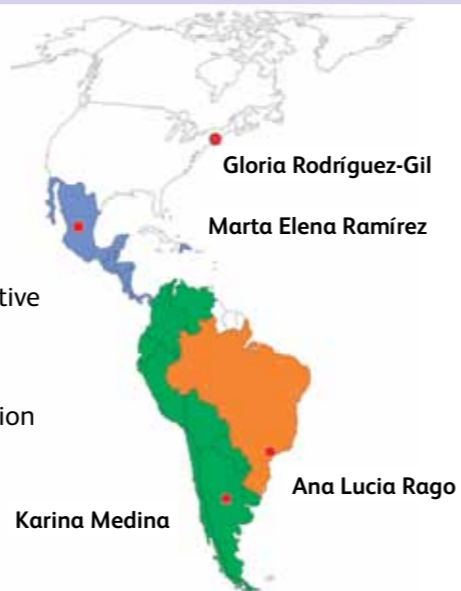 Gloria Rodríguez-Gil
Marta Elena Ramírez
tive
ion
Ana Lucia Rago
Karina Medina